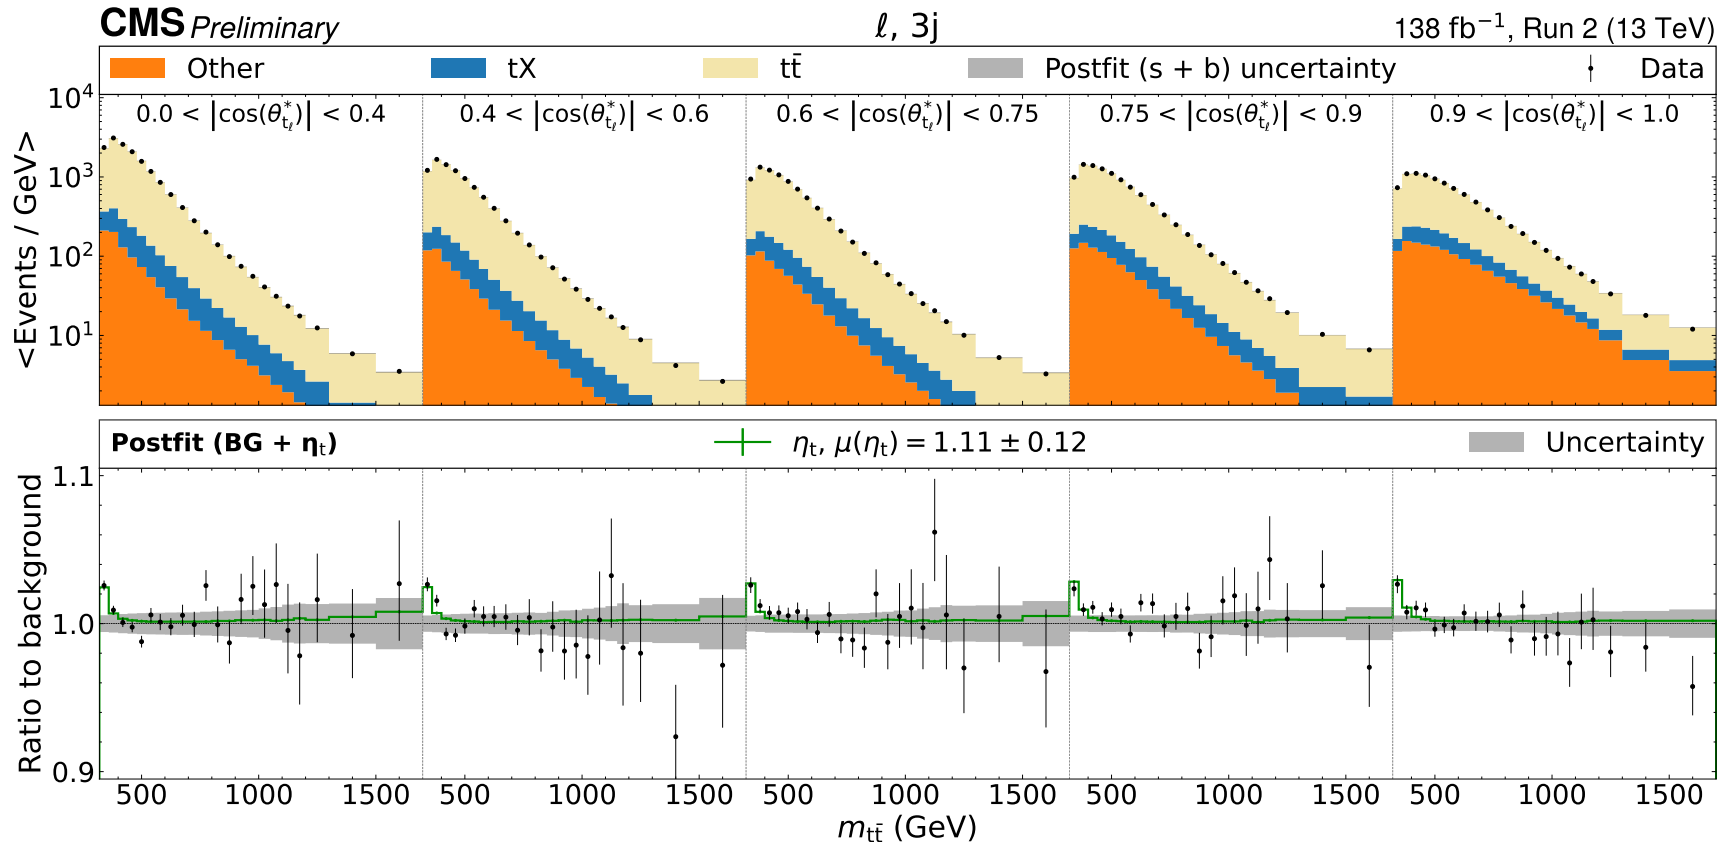 CMS Preliminary ℓ, 3j 138 fb⁻¹, Run 2 (13 TeV)
Other tX tt̄ Postfit (s + b) uncertainty Data
0.0 < |cos(θ*tℓ)| < 0.4 0.4 < |cos(θ*tℓ)| < 0.6 0.6 < |cos(θ*tℓ)| < 0.75 0.75 < |cos(θ*tℓ)| < 0.9 0.9 < |cos(θ*tℓ)| < 1.0
<Events / GeV>
10⁴
10³
10²
10¹
Postfit (BG + ηt) ηt, μ(ηt) = 1.11 ± 0.12 Uncertainty
Ratio to background
1.1
1.0
0.9
500 1000 1500 500 1000 1500 500 1000 1500 500 1000 1500 500 1000 1500
mtt̄ (GeV)